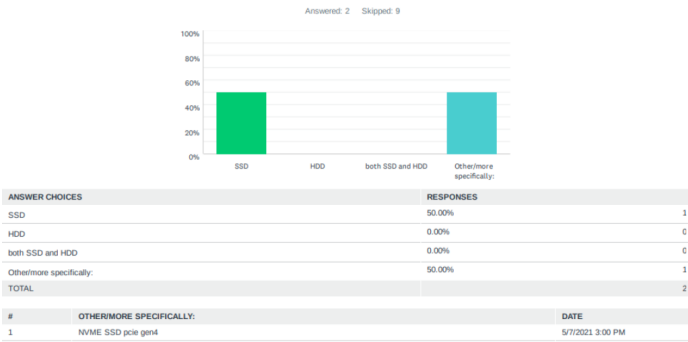 Answered: 2 Skipped: 9
100%
80%
60%
40%
20%
0%
SSD HDD both SSD and HDD Other/more
specifically:
ANSWER CHOICES RESPONSES
SSD 50.00% 1
HDD 0.00% 0
both SSD and HDD 0.00% 0
Other/more specifically: 50.00% 1
TOTAL 2
# OTHER/MORE SPECIFICALLY: DATE
1 NVME SSD pcie gen4 5/7/2021 3:00 PM